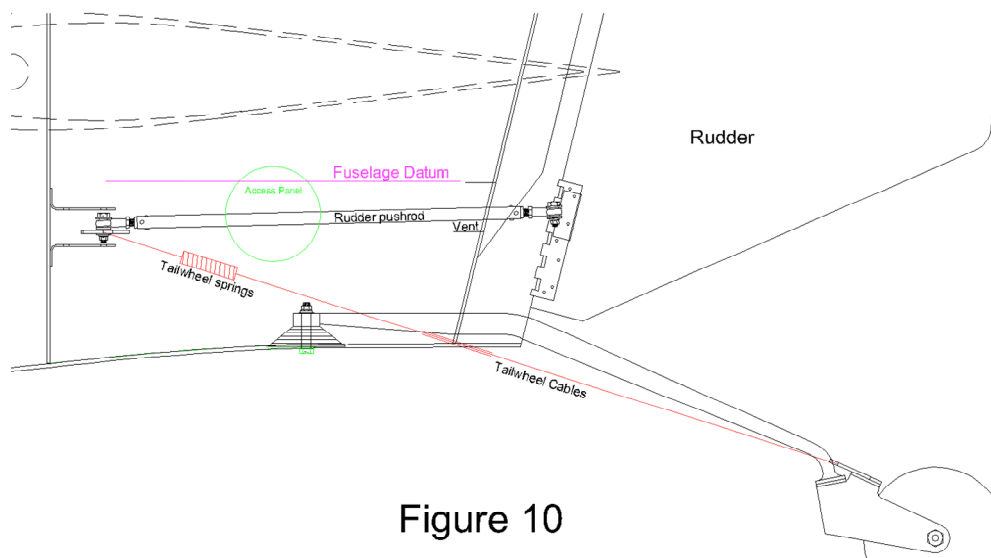 Rudder
Fuselage Datum
Access Panel
Rudder pushrod
Vent
Tailwheel springs
Tailwheel Cables
Figure 10